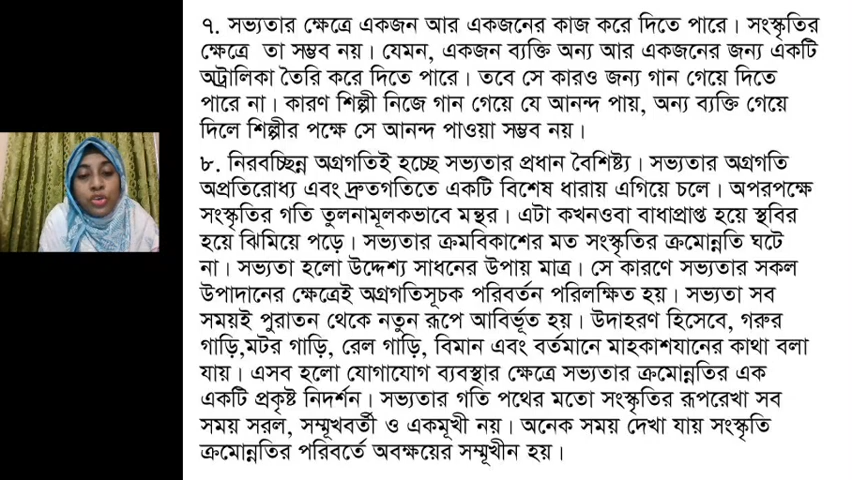 ৭. সভ্যতার ক্ষেত্রে একজন আর একজনের কাজ করে দিতে পারে। সংস্কৃতির
ক্ষেত্রে তা সম্ভব নয়। যেমন, একজন ব্যক্তি অন্য আর একজনের জন্য একটি
অট্রালিকা তৈরি করে দিতে পারে। তবে সে কারও জন্য গান গেয়ে দিতে
পারে না। কারণ শিল্পী নিজে গান গেয়ে যে আনন্দ পায়, অন্য ব্যক্তি গেয়ে
দিলে শিল্পীর পক্ষে সে আনন্দ পাওয়া সম্ভব নয়।
৮. নিরবচ্ছিন্ন অগ্রগতিই হচ্ছে সভ্যতার প্রধান বৈশিষ্ট্য। সভ্যতার অগ্রগতি
অপ্রতিরোধ্য এবং দ্রুতগতিতে একটি বিশেষ ধারায় এগিয়ে চলে। অপরপক্ষে
সংস্কৃতির গতি তুলনামূলকভাবে মন্থর। এটা কখনওবা বাধাপ্রাপ্ত হয়ে স্থবির
হয়ে ঝিমিয়ে পড়ে। সভ্যতার ক্রমবিকাশের মত সংস্কৃতির ক্রমোন্নতি ঘটে
না। সভ্যতা হলো উদ্দেশ্য সাধনের উপায় মাত্র। সে কারণে সভ্যতার সকল
উপাদানের ক্ষেত্রেই অগ্রগতিসূচক পরিবর্তন পরিলক্ষিত হয়। সভ্যতা সব
সময়ই পুরাতন থেকে নতুন রূপে আবির্ভূত হয়। উদাহরণ হিসেবে, গরুর
গাড়ি,মটর গাড়ি, রেল গাড়ি, বিমান এবং বর্তমানে মাহকাশযানের কাথা বলা
যায়। এসব হলো যোগাযোগ ব্যবস্থার ক্ষেত্রে সভ্যতার ক্রমোন্নতির এক
একটি প্রকৃষ্ট নিদর্শন। সভ্যতার গতি পথের মতো সংস্কৃতির রূপরেখা সব
সময় সরল, সম্মূখবর্তী ও একমূখী নয়। অনেক সময় দেখা যায় সংস্কৃতি
ক্রমোন্নতির পরিবর্তে অবক্ষয়ের সম্মূখীন হয়।